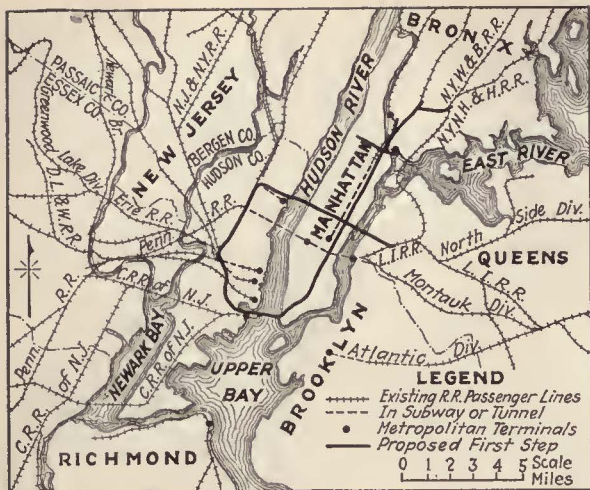 BRONX
N.Y.W. & B.R.R.
N.Y.N.H. & H.R.R.
PASSAIC CO.
ESSEX CO.
Newark Br.
Greenwood
Lake Div.
D.L. & W.R.R.
NEW JERSEY
N.J. & N.Y.R.R.
BERGEN CO.
HUDSON CO.
HUDSON RIVER
MANHATTAN
EAST RIVER
Erie R.R.
Penn.
R.R.
C.R.R. of N.J.
L.I.R.R. North
Side Div.
QUEENS
L.I.R.R.
Montauk Div.
Atlantic Div.
R.R.
Penn.
C.R.R. of N.J.
NEWARK BAY
C.R.R. of N.J.
UPPER
BAY
BROOKLYN
RICHMOND
LEGEND
Existing R.R. Passenger Lines
In Subway or Tunnel
Metropolitan Terminals
Proposed First Step
0 1 2 3 4 5 Scale
Miles